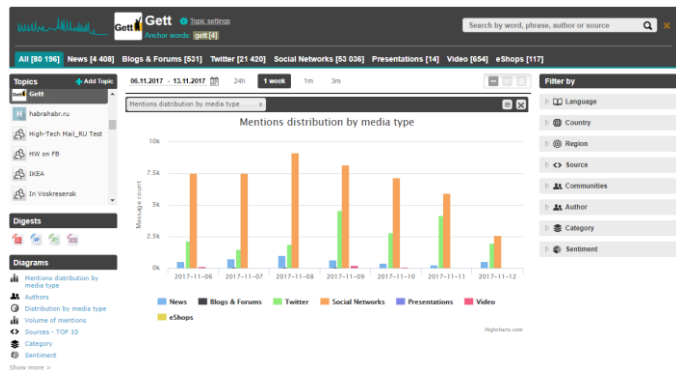 Gett
Gett Topic settings
Anchor words: gett [4]
Search by word, phrase, author or source
All [80 196] News [4 408] Blogs & Forums [531] Twitter [21 420] Social Networks [53 036] Presentations [14] Video [654] eShops [117]
Topics + Add Topic
Gett
habrahabr.ru
High-Tech Mail_RU Test
HW on FB
IKEA
In Voskresensk
Digests
Diagrams
Mentions distribution by
media type
Authors
Distribution by media type
Volume of mentions
Sources - TOP 10
Category
Sentiment
Show more >
06.11.2017 - 13.11.2017 24h 1 week 1m 3m
Mentions distribution by media type
Mentions distribution by media type
Message count
10k
7.5k
5k
2.5k
0k
2017-11-06 2017-11-07 2017-11-08 2017-11-09 2017-11-10 2017-11-11 2017-11-12
News Blogs & Forums Twitter Social Networks Presentations Video
eShops
Highcharts.com
Filter by
Language
Country
Region
Source
Communities
Author
Category
Sentiment